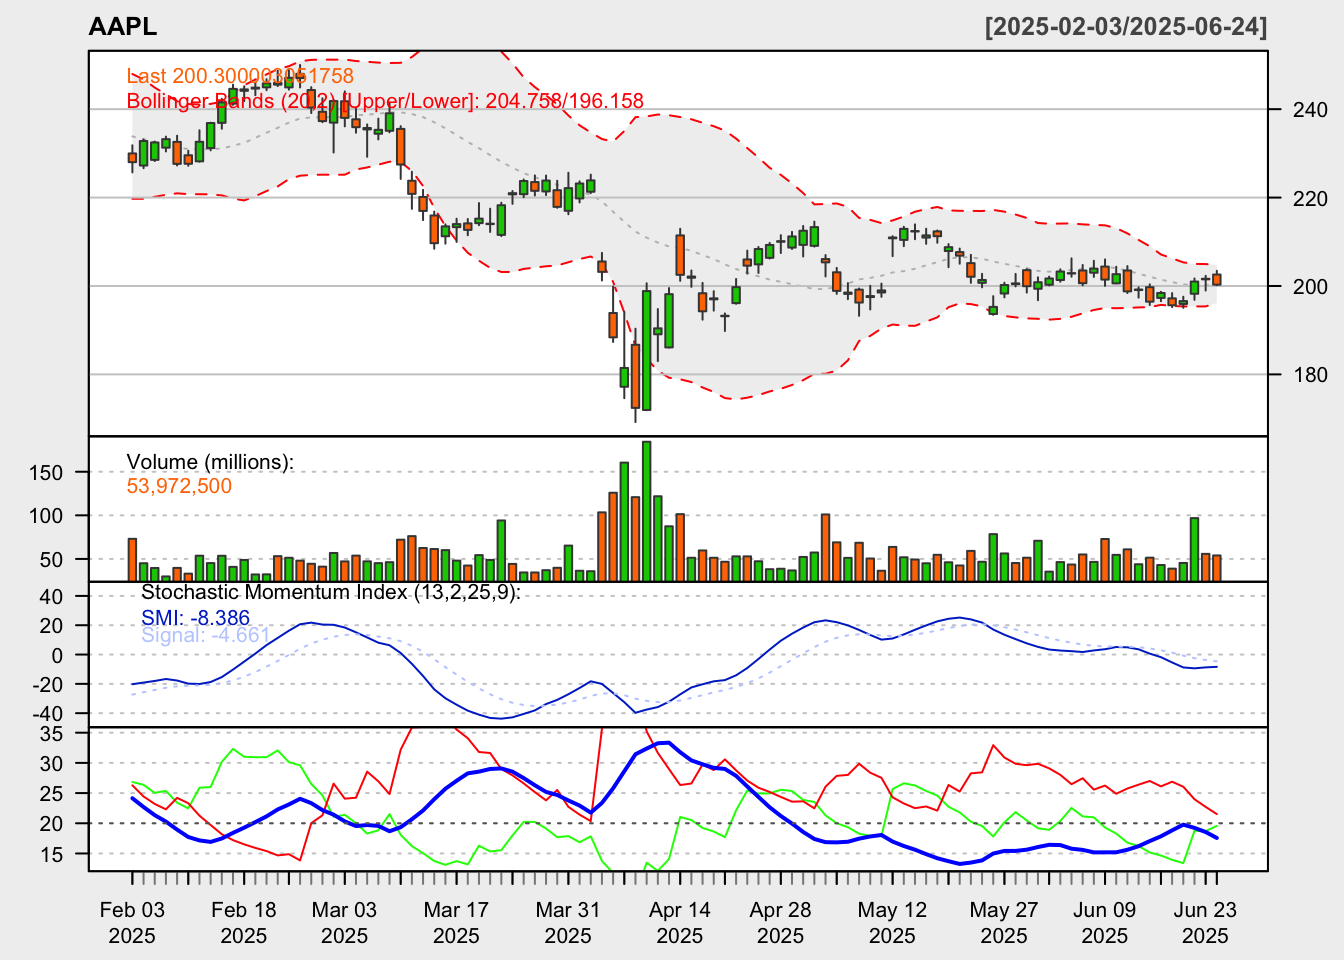 AAPL [2025-02-03/2025-06-24]
Last 200.300003051758
Bollinger Bands (20,2) [Upper/Lower]: 204.758/196.158
240
220
200
180
Volume (millions):
53,972,500
150
100
50
Stochastic Momentum Index (13,2,25,9):
SMI: -8.386
Signal: -4.661
40
20
0
-20
-40
35
30
25
20
15
Feb 03 Feb 18 Mar 03 Mar 17 Mar 31 Apr 14 Apr 28 May 12 May 27 Jun 09 Jun 23
2025 2025 2025 2025 2025 2025 2025 2025 2025 2025 2025